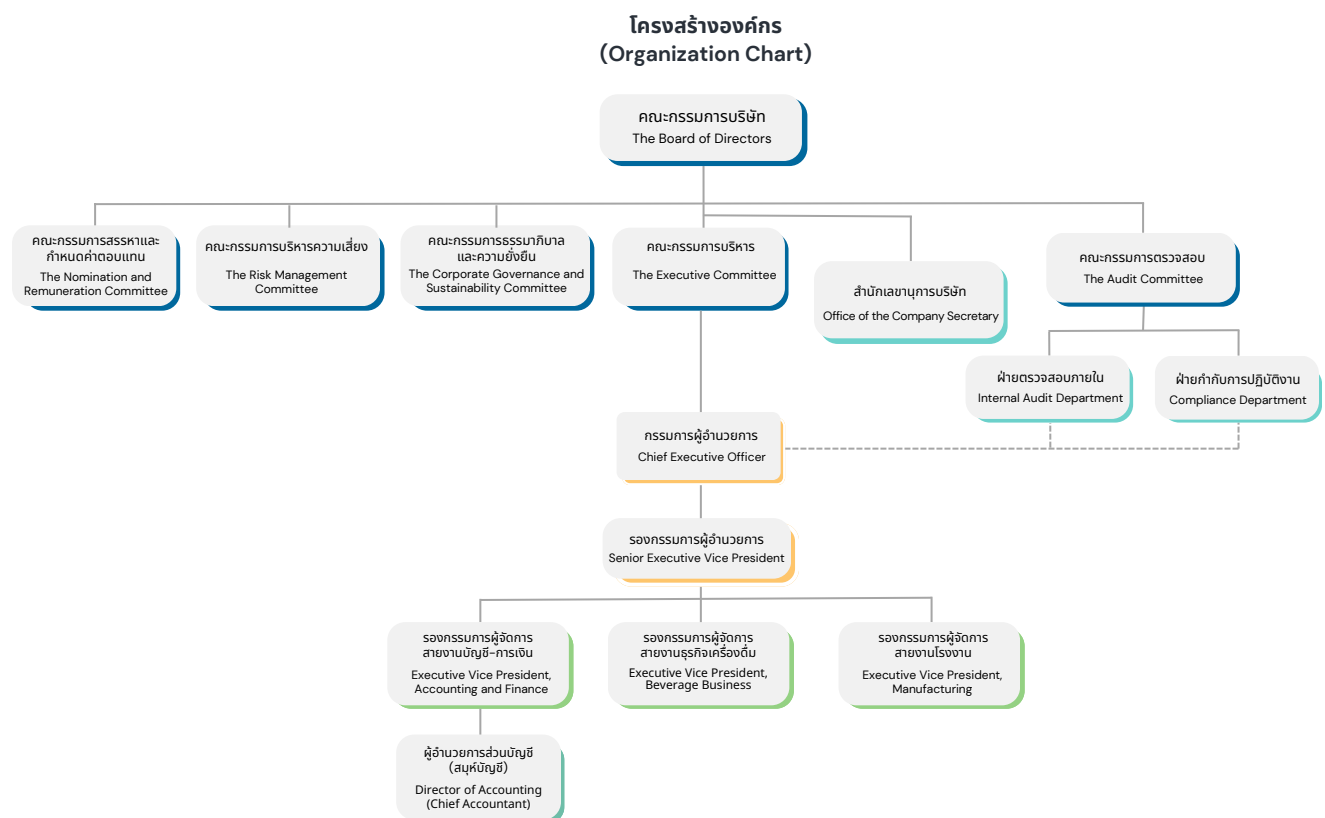 โครงสร้างองค์กร
(Organization Chart)
คณะกรรมการบริษัท
The Board of Directors
คณะกรรมการสรรหาและ
กำหนดค่าตอบแทน
The Nomination and
Remuneration Committee
คณะกรรมการบริหารความเสี่ยง
The Risk Management
Committee
คณะกรรมการธรรมาภิบาล
และความยั่งยืน
The Corporate Governance and
Sustainability Committee
คณะกรรมการบริหาร
The Executive Committee
สำนักเลขานุการบริษัท
Office of the Company Secretary
คณะกรรมการตรวจสอบ
The Audit Committee
ฝ่ายตรวจสอบภายใน
Internal Audit Department
ฝ่ายกำกับการปฏิบัติงาน
Compliance Department
กรรมการผู้อำนวยการ
Chief Executive Officer
รองกรรมการผู้อำนวยการ
Senior Executive Vice President
รองกรรมการผู้จัดการ
สายงานบัญชี-การเงิน
Executive Vice President,
Accounting and Finance
รองกรรมการผู้จัดการ
สายงานธุรกิจเครื่องดื่ม
Executive Vice President,
Beverage Business
รองกรรมการผู้จัดการ
สายงานโรงงาน
Executive Vice President,
Manufacturing
ผู้อำนวยการส่วนบัญชี
(สมุห์บัญชี)
Director of Accounting
(Chief Accountant)